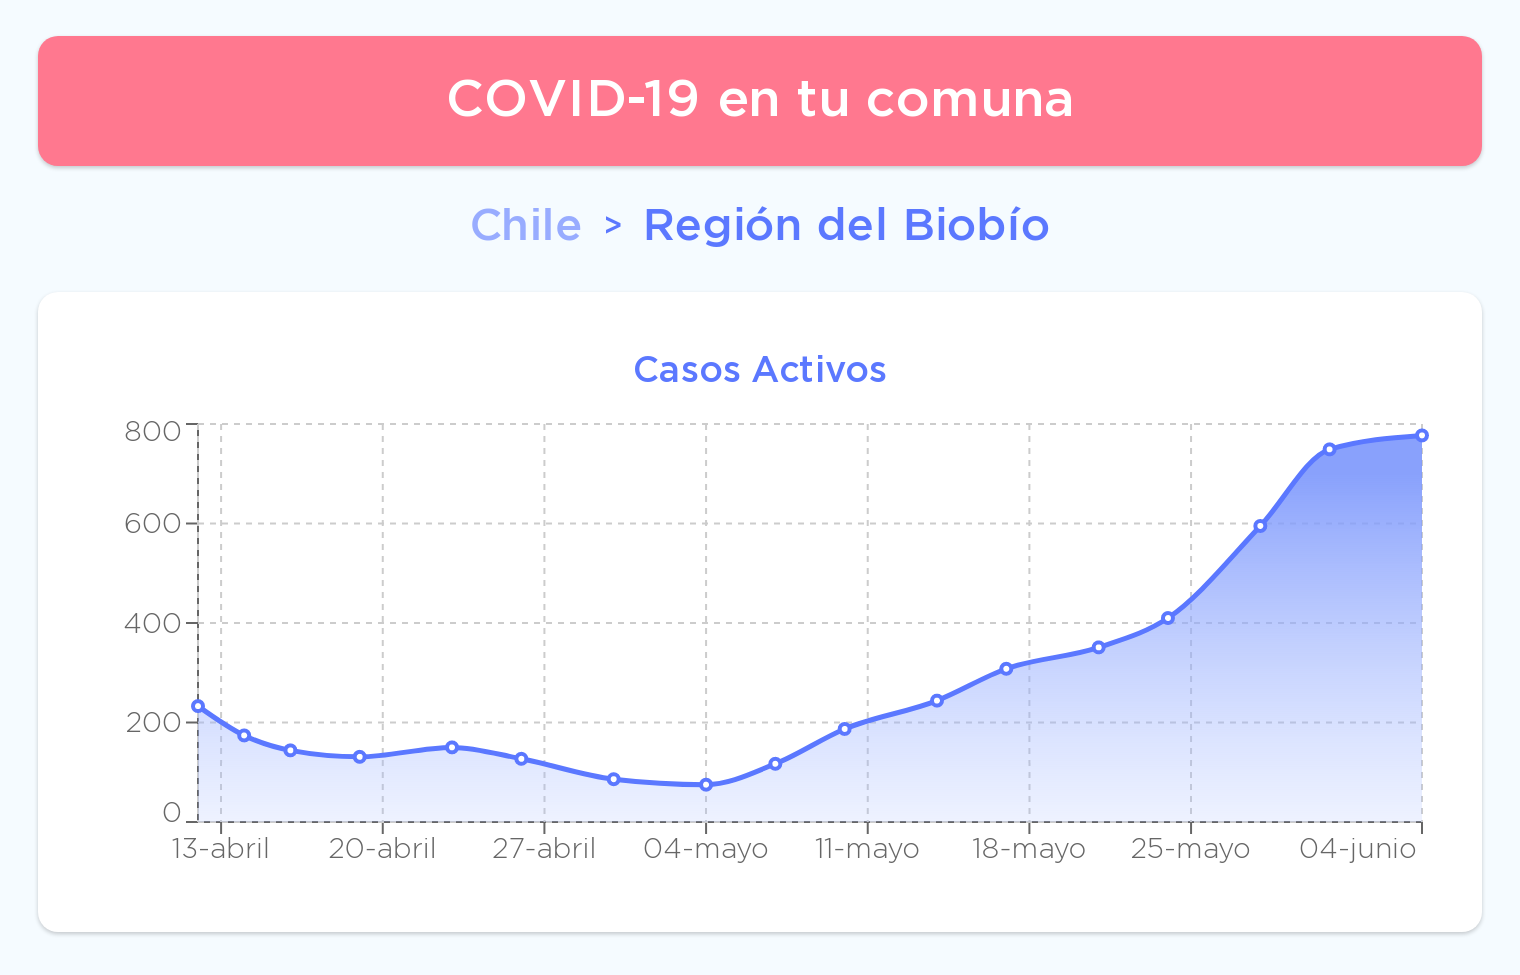 COVID-19 en tu comuna
Chile > Región del Biobío
Casos Activos
800
600
400
200
0
13-abril 20-abril 27-abril 04-mayo 11-mayo 18-mayo 25-mayo 04-junio